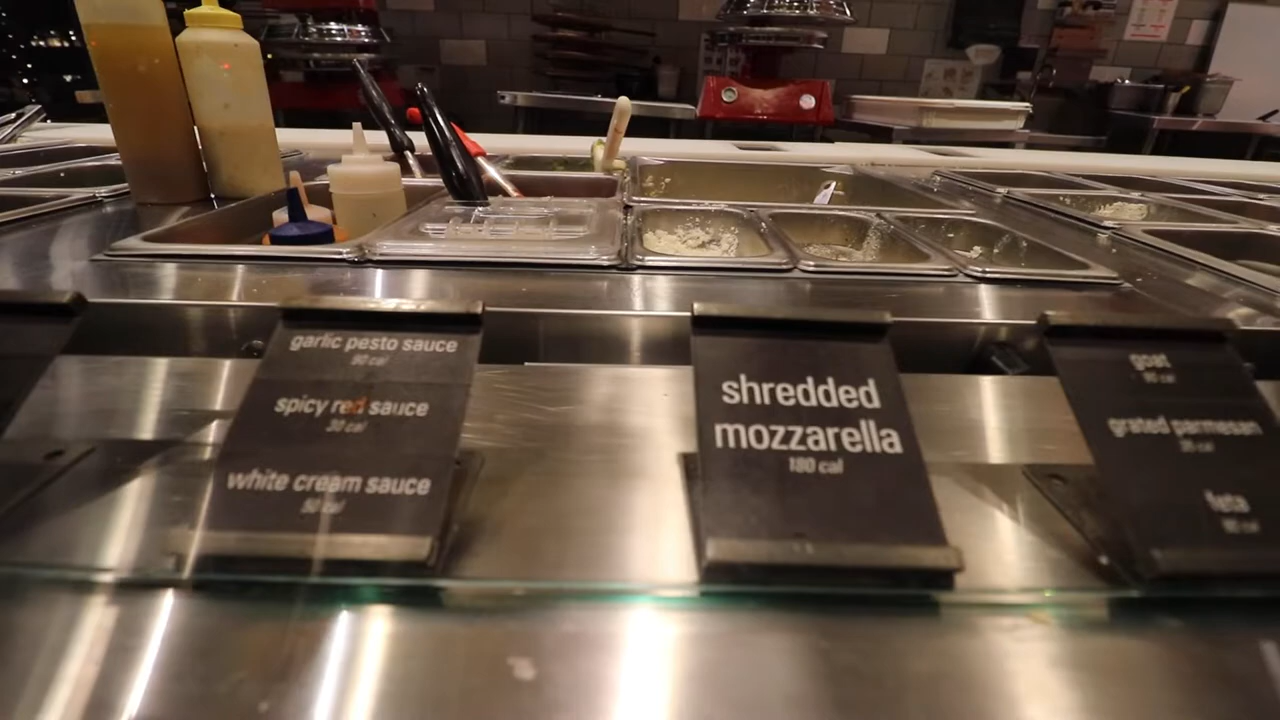 garlic pesto sauce
90 cal
spicy red sauce
30 cal
white cream sauce
50 cal
shredded
mozzarella
180 cal
goat
grated parmesan
feta